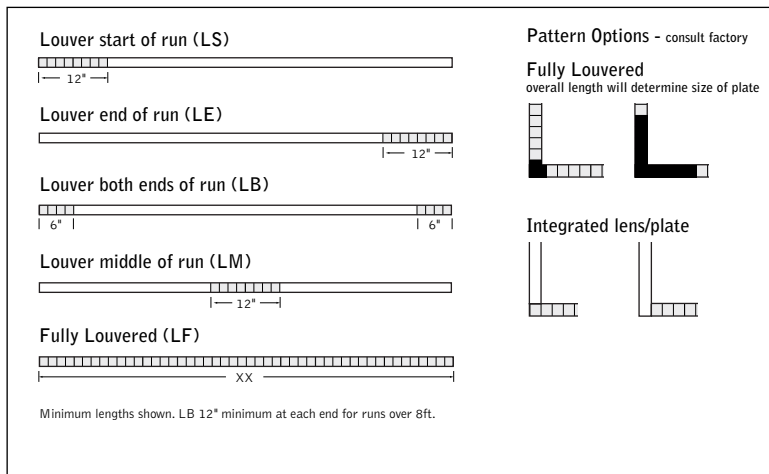 Louver start of run (LS)
12"
Louver end of run (LE)
12"
Louver both ends of run (LB)
6"
6"
Louver middle of run (LM)
12"
Fully Louvered (LF)
XX
Minimum lengths shown. LB 12" minimum at each end for runs over 8ft.
Pattern Options - consult factory
Fully Louvered
overall length will determine size of plate
Integrated lens/plate